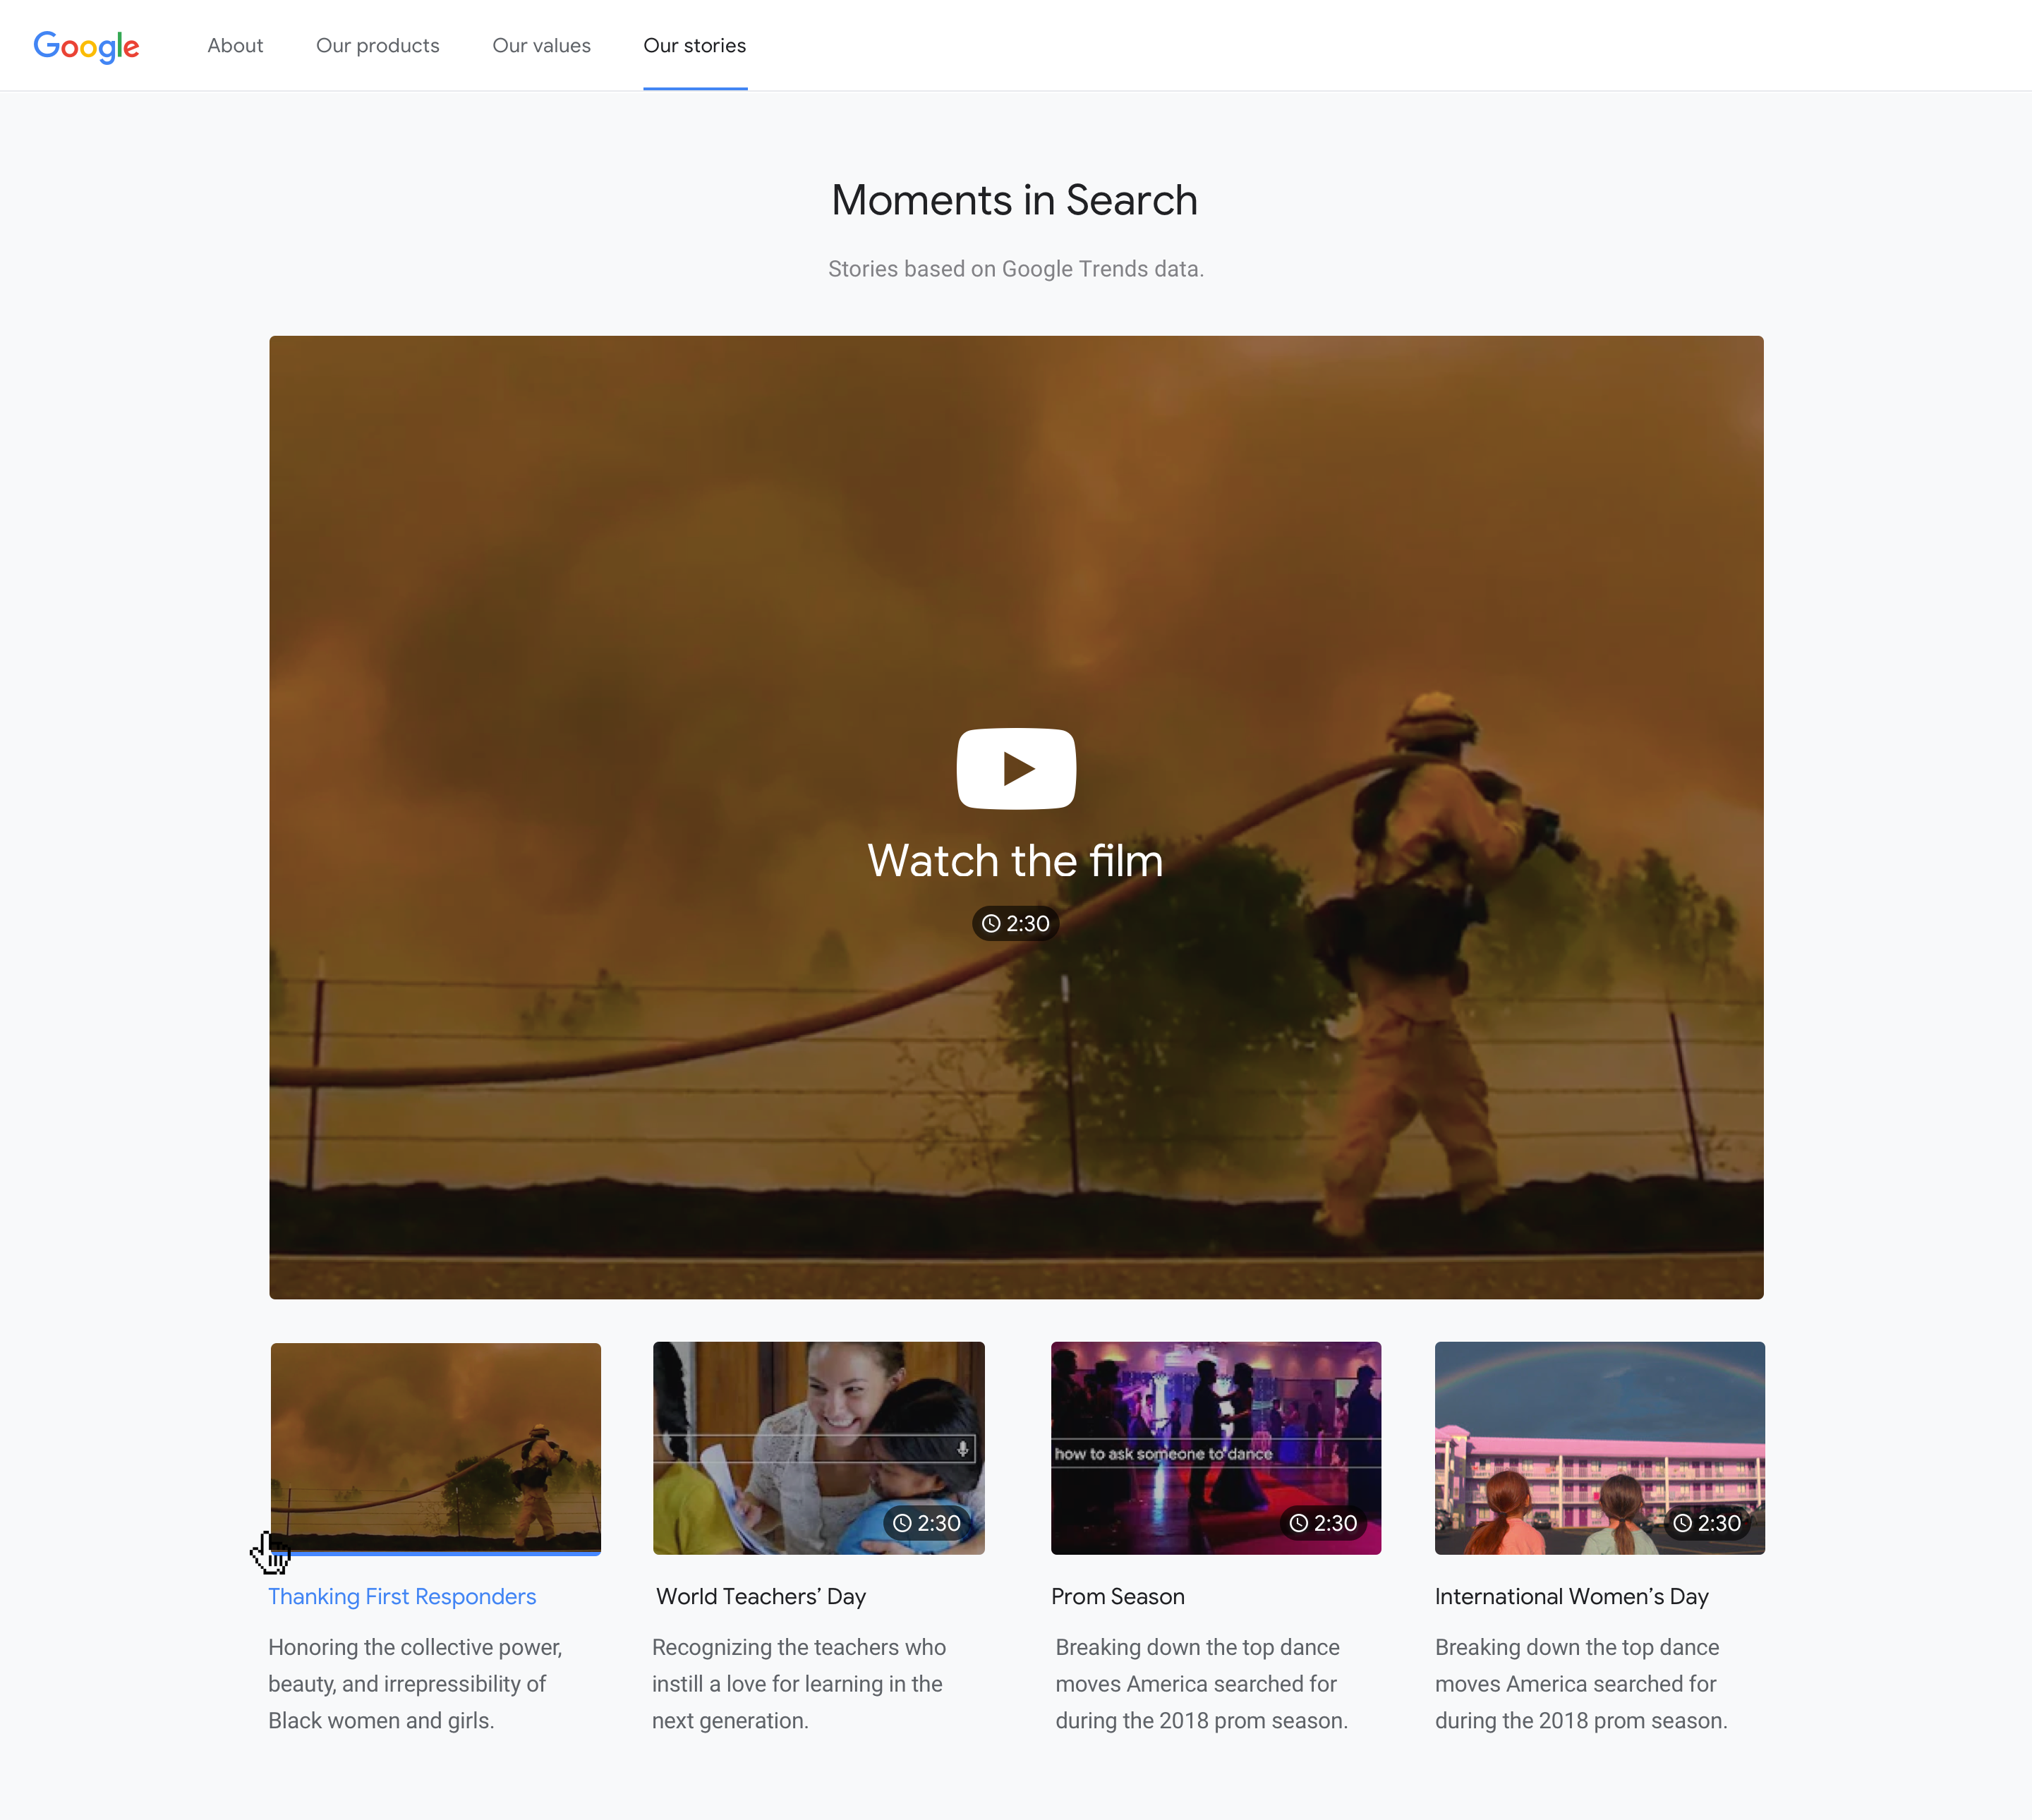 Google
About
Our products
Our values
Our stories
Moments in Search
Stories based on Google Trends data.
Watch the film
2:30
how to ask someone to dance
2:30
2:30
2:30
Thanking First Responders
Honoring the collective power,
beauty, and irrepressibility of
Black women and girls.
World Teachers’ Day
Recognizing the teachers who
instill a love for learning in the
next generation.
Prom Season
Breaking down the top dance
moves America searched for
during the 2018 prom season.
International Women’s Day
Breaking down the top dance
moves America searched for
during the 2018 prom season.